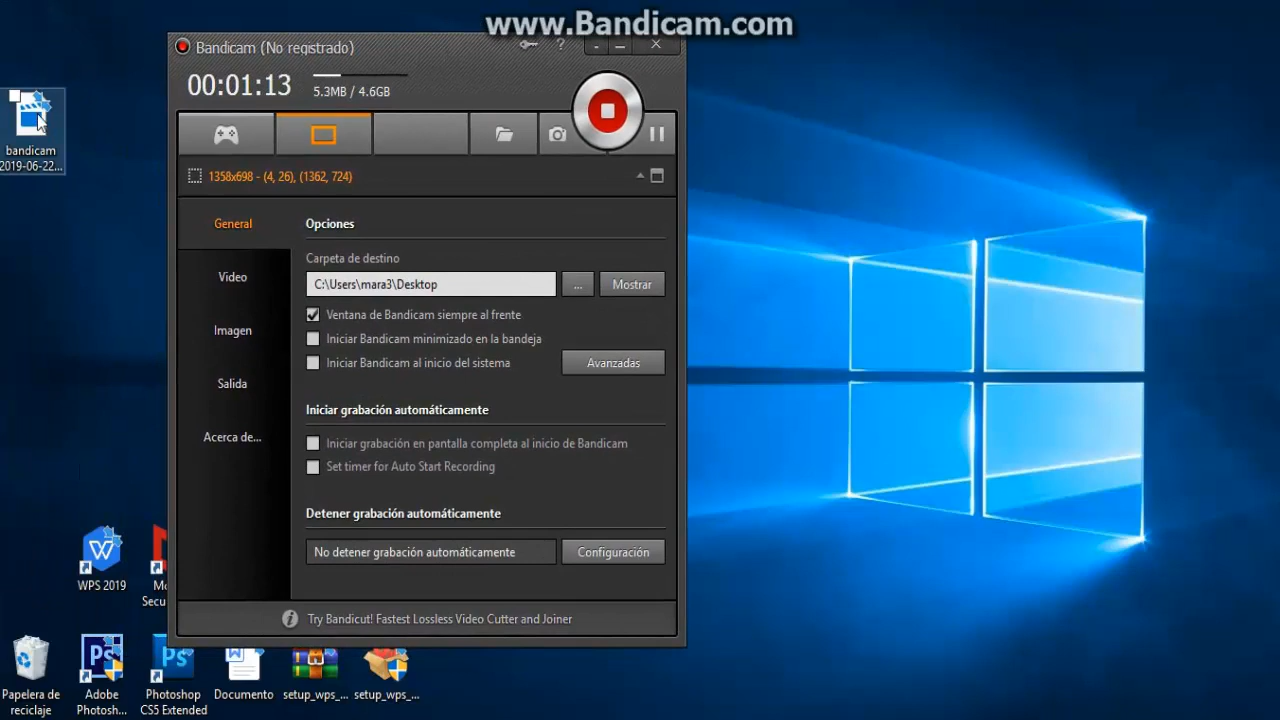 www.Bandicam.com
Bandicam (No registrado)
00:01:13
5.3MB / 4.6GB
1358x698 - (4, 26), (1362, 724)
General
Video
Imagen
Salida
Acerca de...
Opciones
Carpeta de destino
C:\Users\mara3\Desktop
...
Mostrar
Ventana de Bandicam siempre al frente
Iniciar Bandicam minimizado en la bandeja
Iniciar Bandicam al inicio del sistema
Avanzadas
Iniciar grabación automáticamente
Iniciar grabación en pantalla completa al inicio de Bandicam
Set timer for Auto Start Recording
Detener grabación automáticamente
No detener grabación automáticamente
Configuración
Try Bandicut! Fastest Lossless Video Cutter and Joiner
bandicam
2019-06-22...
WPS 2019
Mc
Secu
Papelera de
reciclaje
Adobe
Photosh...
Photoshop
CS5 Extended
Documento
setup_wps_...
setup_wps_...